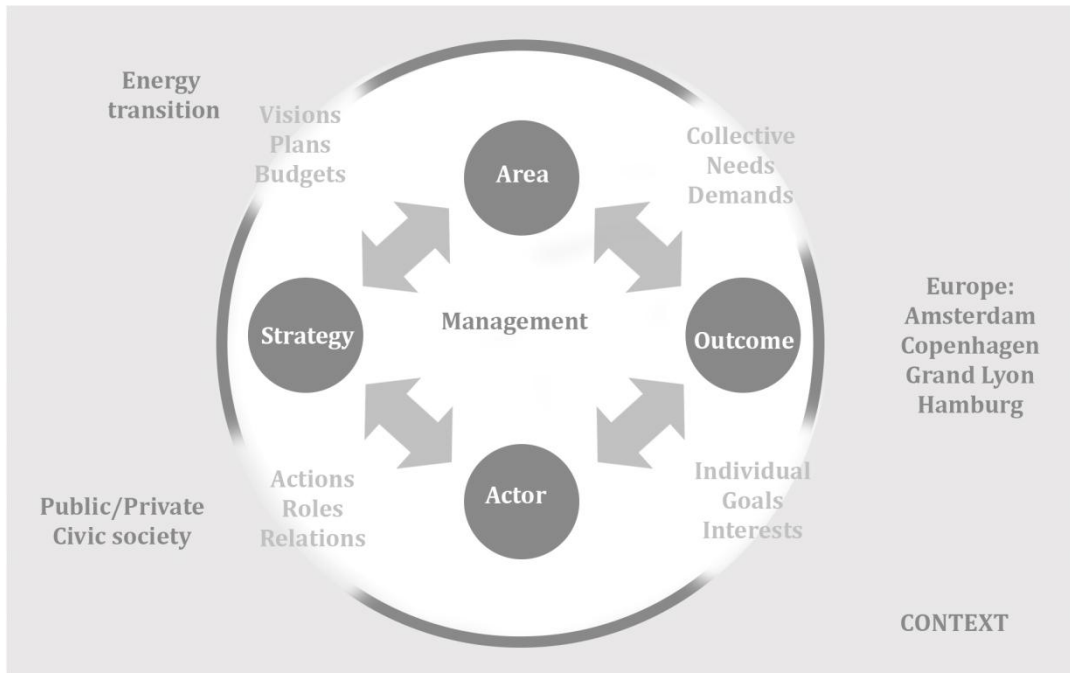 Energy
transition
Visions
Plans
Budgets
Area
Collective
Needs
Demands
Strategy
Management
Outcome
Europe:
Amsterdam
Copenhagen
Grand Lyon
Hamburg
Public/Private
Civic society
Actions
Roles
Relations
Actor
Individual
Goals
Interests
CONTEXT